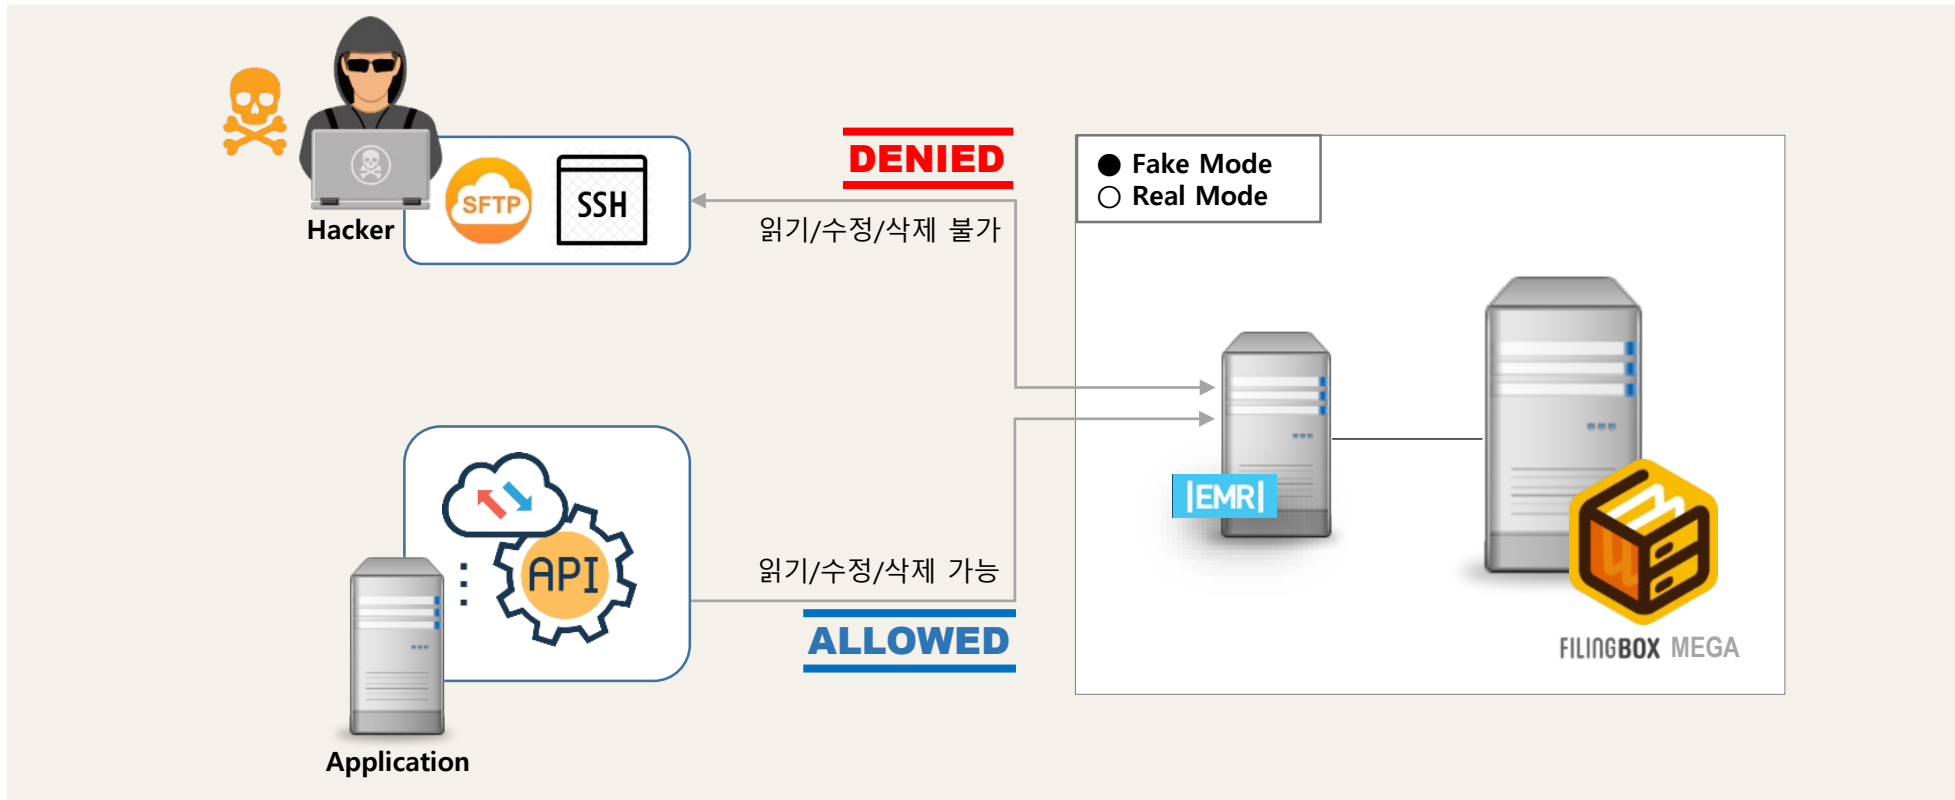 Hacker
SFTP
SSH
DENIED
읽기/수정/삭제 불가
● Fake Mode
○ Real Mode
|EMR|
FILINGBOX MEGA
API
Application
읽기/수정/삭제 가능
ALLOWED